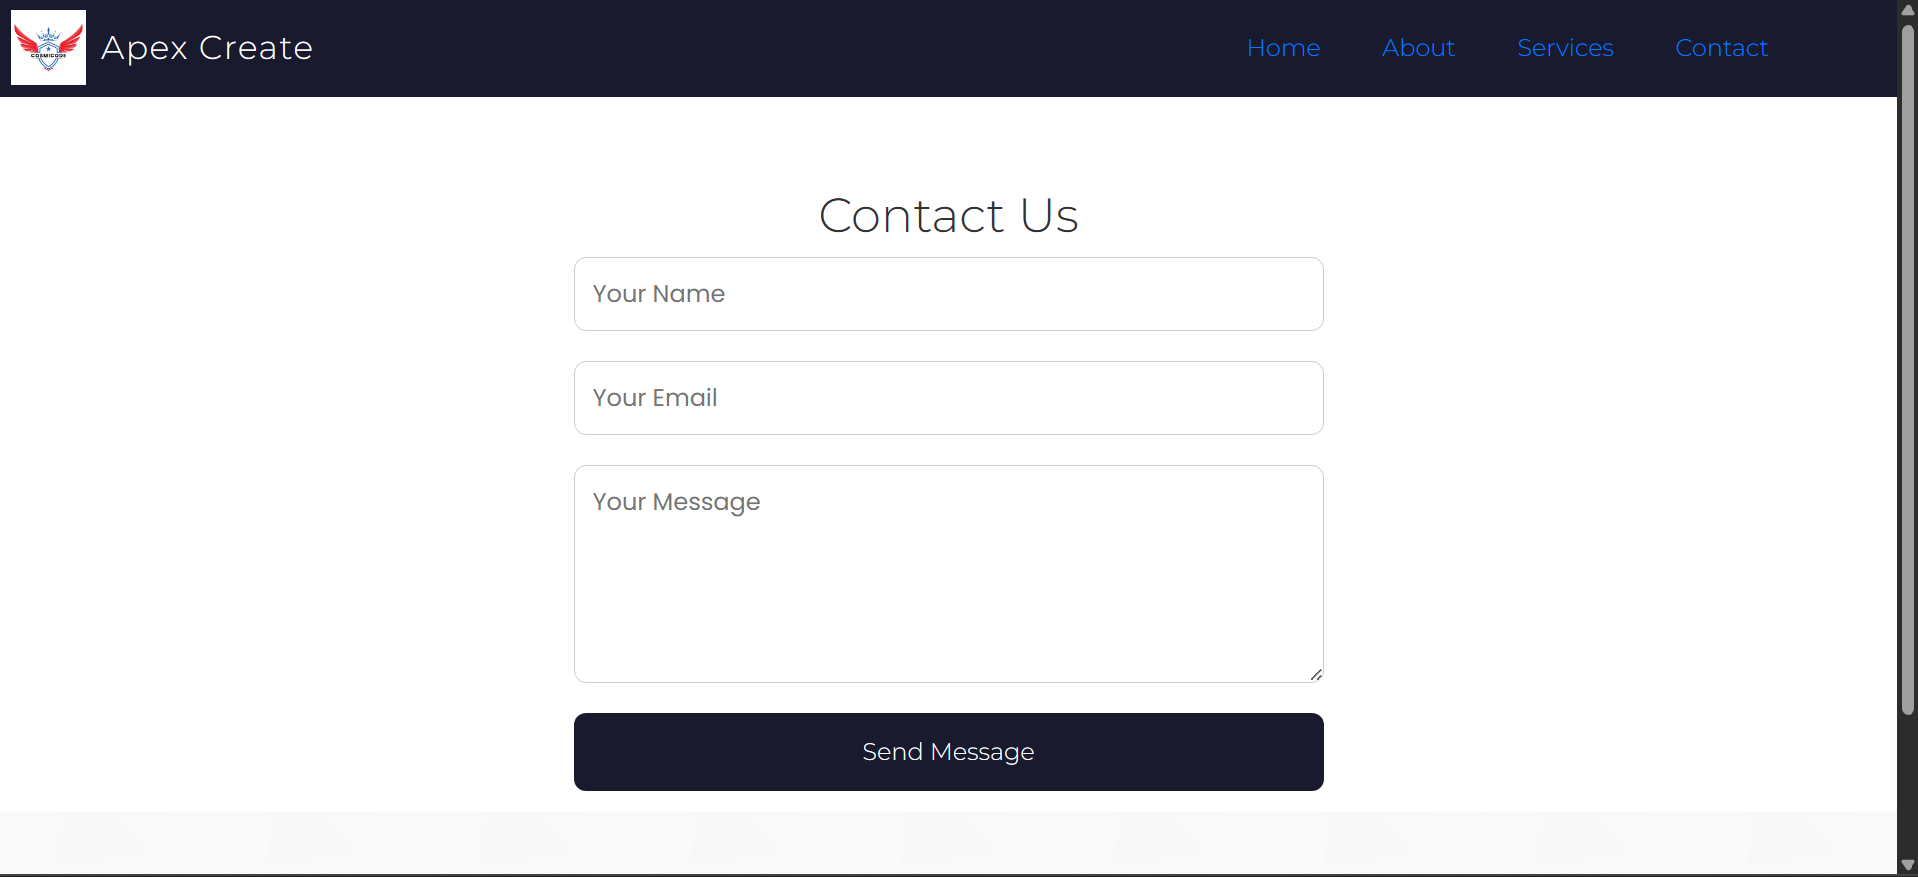 COSMICODE
Apex Create
Home
About
Services
Contact
Contact Us
Your Name
Your Email
Your Message
Send Message